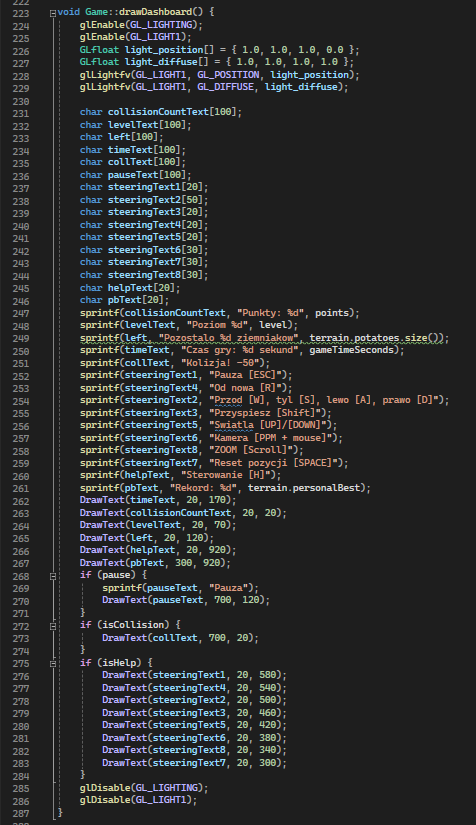 222
223 void Game::drawDashboard() {
224 glEnable(GL_LIGHTING);
225 glEnable(GL_LIGHT1);
226 GLfloat light_position[] = { 1.0, 1.0, 1.0, 0.0 };
227 GLfloat light_diffuse[] = { 1.0, 1.0, 1.0, 1.0 };
228 glLightfv(GL_LIGHT1, GL_POSITION, light_position);
229 glLightfv(GL_LIGHT1, GL_DIFFUSE, light_diffuse);
230
231 char collisionCountText[100];
232 char levelText[100];
233 char left[100];
234 char timeText[100];
235 char collText[100];
236 char pauseText[100];
237 char steeringText1[20];
238 char steeringText2[50];
239 char steeringText3[20];
240 char steeringText4[20];
241 char steeringText5[20];
242 char steeringText6[30];
243 char steeringText7[30];
244 char steeringText8[30];
245 char helpText[20];
246 char pbText[20];
247 sprintf(collisionCountText, "Punkty: %d", points);
248 sprintf(levelText, "Poziom %d", level);
249 sprintf(left, "Pozostalo %d ziemniakow", terrain.potatoes.size());
250 sprintf(timeText, "Czas gry: %d sekund", gameTimeSeconds);
251 sprintf(collText, "Kolizja! -50");
252 sprintf(steeringText1, "Pauza [ESC]");
253 sprintf(steeringText4, "Od nowa [R]");
254 sprintf(steeringText2, "Przod [W], tyl [S], lewo [A], prawo [D]");
255 sprintf(steeringText3, "Przyspiesz [Shift]");
256 sprintf(steeringText5, "Swiatla [UP]/[DOWN]");
257 sprintf(steeringText6, "Kamera [PPM + mouse]");
258 sprintf(steeringText8, "ZOOM [Scroll]");
259 sprintf(steeringText7, "Reset pozycji [SPACE]");
260 sprintf(helpText, "Sterowanie [H]");
261 sprintf(pbText, "Rekord: %d", terrain.personalBest);
262 DrawText(timeText, 20, 170);
263 DrawText(collisionCountText, 20, 20);
264 DrawText(levelText, 20, 70);
265 DrawText(left, 20, 120);
266 DrawText(helpText, 20, 920);
267 DrawText(pbText, 300, 920);
268 if (pause) {
269 sprintf(pauseText, "Pauza");
270 DrawText(pauseText, 700, 120);
271 }
272 if (isCollision) {
273 DrawText(collText, 700, 20);
274 }
275 if (isHelp) {
276 DrawText(steeringText1, 20, 580);
277 DrawText(steeringText4, 20, 540);
278 DrawText(steeringText2, 20, 500);
279 DrawText(steeringText3, 20, 460);
280 DrawText(steeringText5, 20, 420);
281 DrawText(steeringText6, 20, 380);
282 DrawText(steeringText8, 20, 340);
283 DrawText(steeringText7, 20, 300);
284 }
285 glDisable(GL_LIGHTING);
286 glDisable(GL_LIGHT1);
287 }